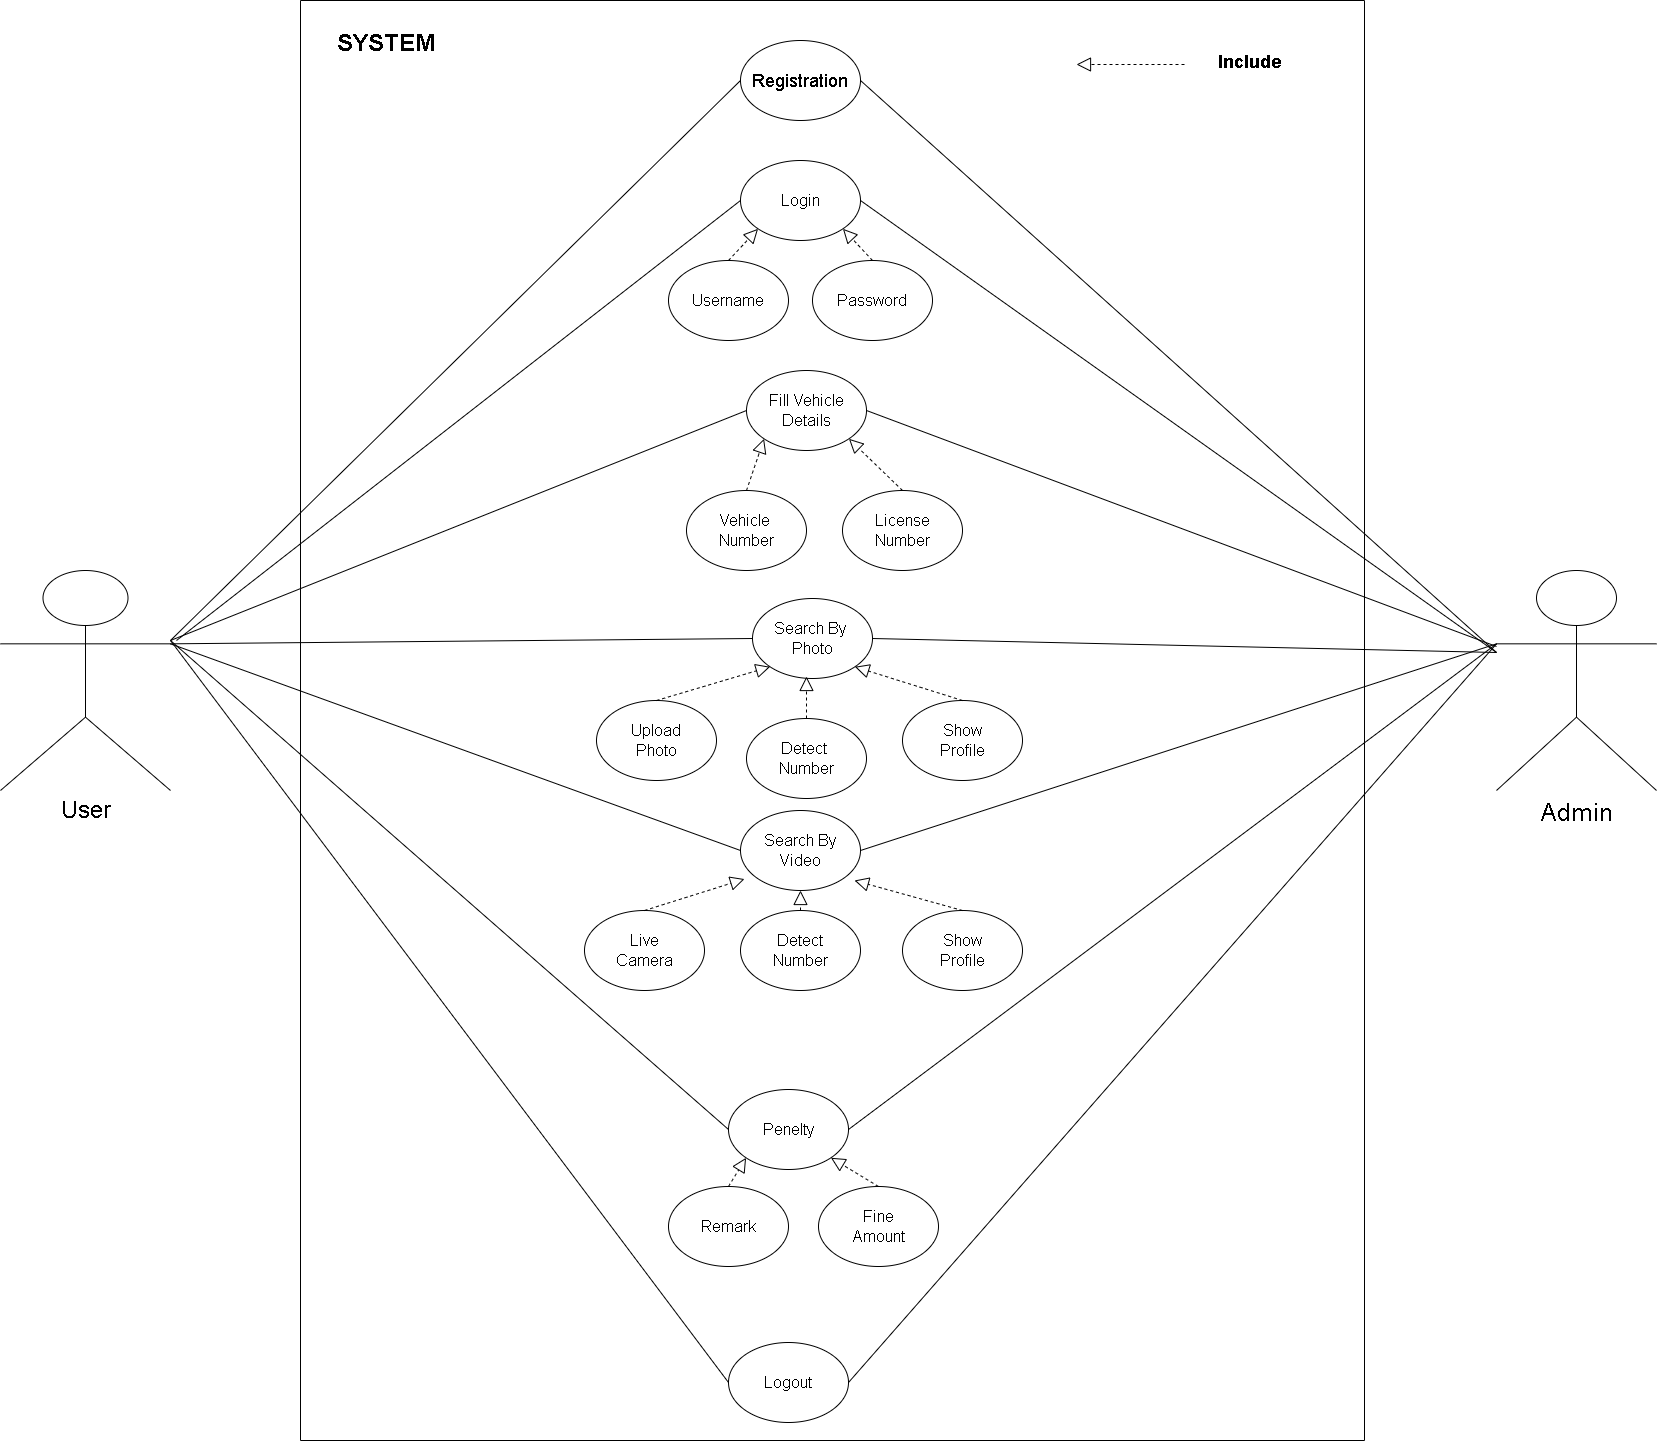 SYSTEM
Include
Registration
Login
Username
Password
Fill Vehicle
Details
Vehicle
Number
License
Number
Search By
Photo
Upload
Photo
Detect
Number
Show
Profile
User
Admin
Search By
Video
Live
Camera
Detect
Number
Show
Profile
Penelty
Remark
Fine
Amount
Logout